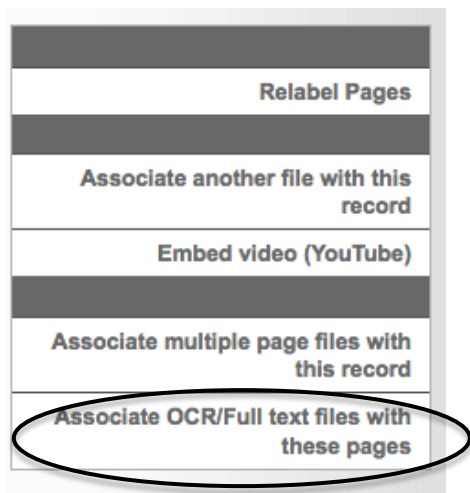 Relabel Pages
Associate another file with this
record
Embed video (YouTube)
Associate multiple page files with
this record
Associate OCR/Full text files with
these pages